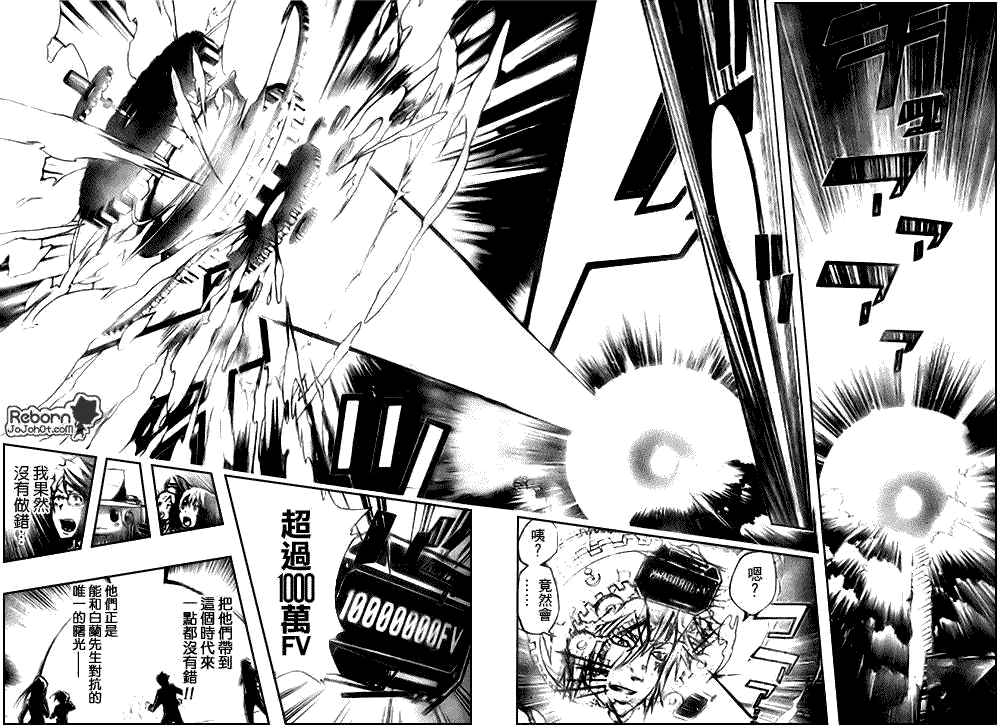 嗯?
咦?
竟然會
……
10000000FV
超過
1000萬
FV
10000000FV
把他們帶到
這個時代來
一點都沒有錯!!
他們正是
能和白蘭先生對抗的
唯一的曙光——
我果然
沒有做錯…
Reborn
JoJohot.com